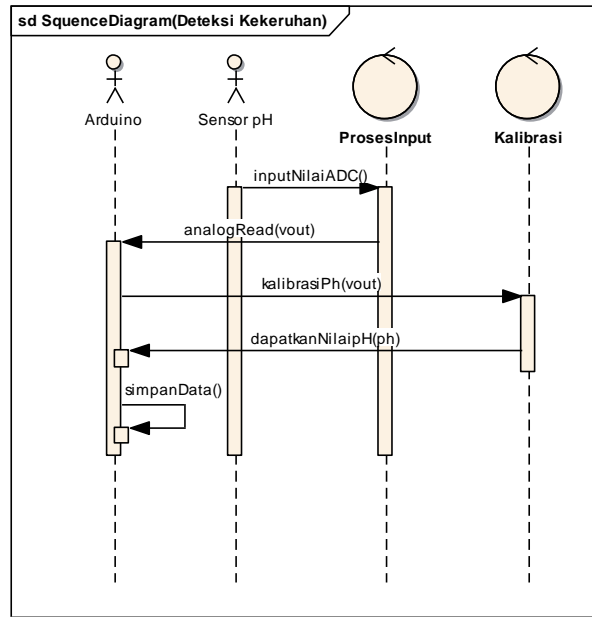 sd SquenceDiagram(Deteksi Kekeruhan)
Arduino
Sensor pH
ProsesInput
Kalibrasi
inputNilaiADC()
analogRead(vout)
kalibrasiPh(vout)
dapatkanNilaipH(ph)
simpanData()